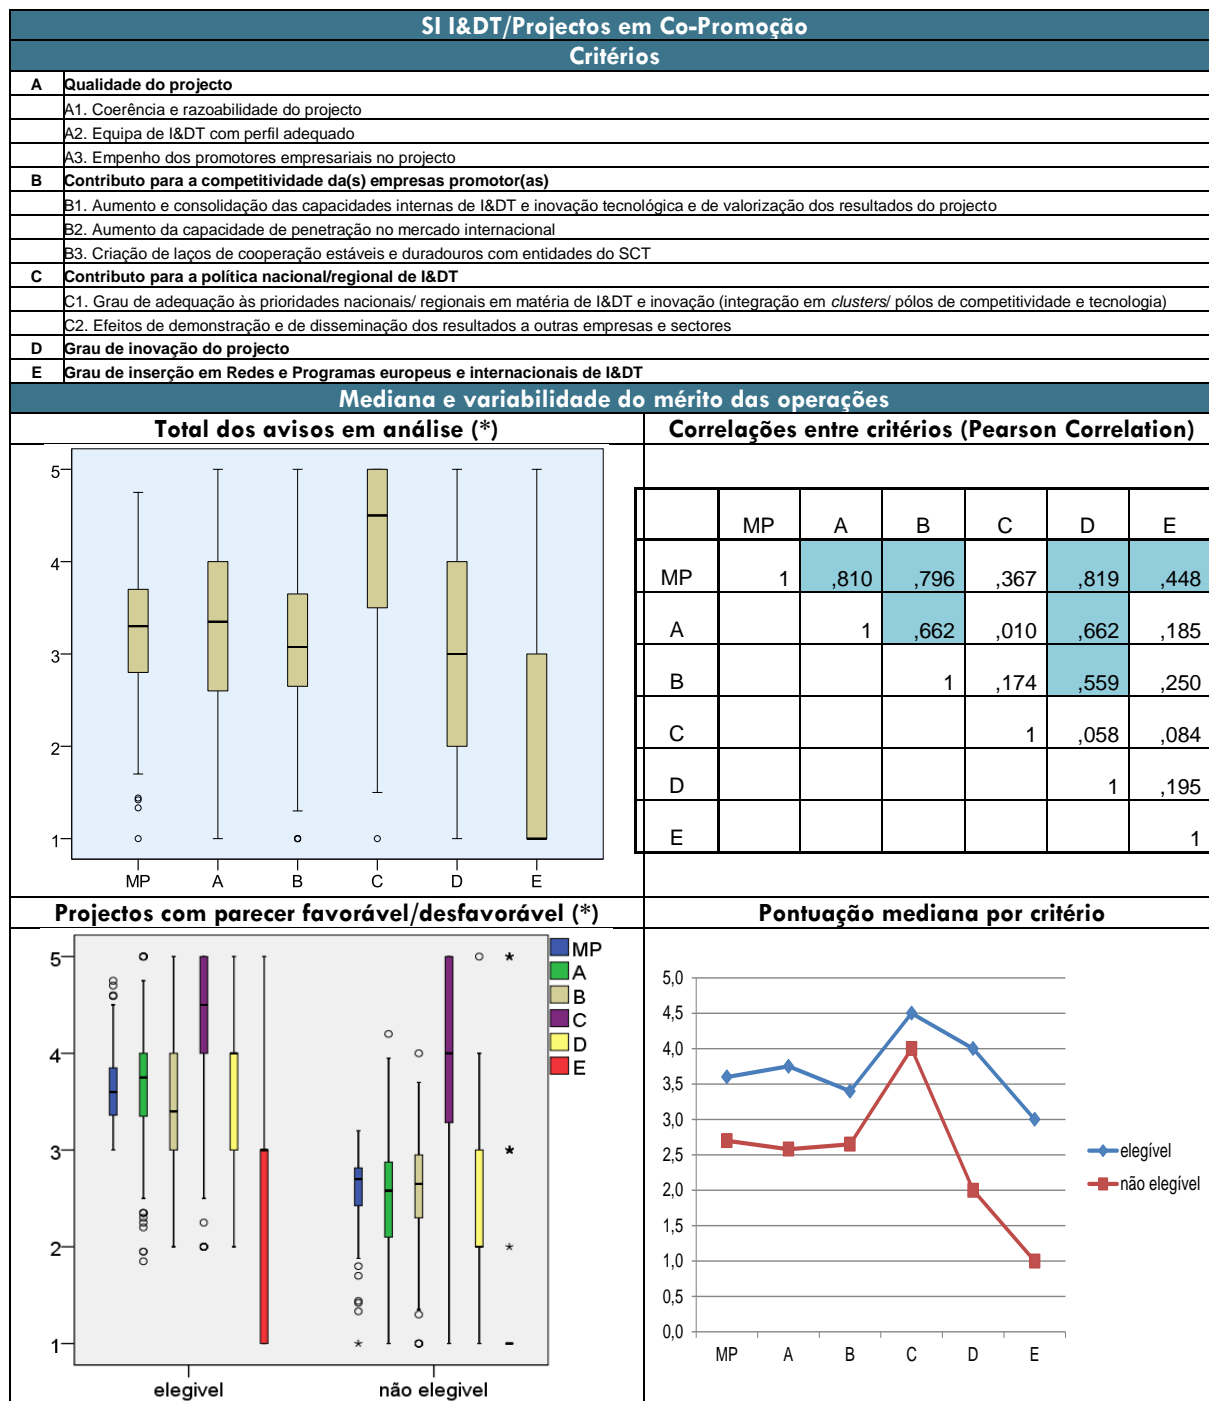 SI I&DT/Projectos em Co-Promoção
Critérios
A Qualidade do projecto
A1. Coerência e razoabilidade do projecto
A2. Equipa de I&DT com perfil adequado
A3. Empenho dos promotores empresariais no projecto
B Contributo para a competitividade da(s) empresas promotor(as)
B1. Aumento e consolidação das capacidades internas de I&DT e inovação tecnológica e de valorização dos resultados do projecto
B2. Aumento da capacidade de penetração no mercado internacional
B3. Criação de laços de cooperação estáveis e duradouros com entidades do SCT
C Contributo para a política nacional/regional de I&DT
C1. Grau de adequação às prioridades nacionais/ regionais em matéria de I&DT e inovação (integração em clusters/ pólos de competitividade e tecnologia)
C2. Efeitos de demonstração e de disseminação dos resultados a outras empresas e sectores
D Grau de inovação do projecto
E Grau de inserção em Redes e Programas europeus e internacionais de I&DT
Mediana e variabilidade do mérito das operações
Total dos avisos em análise (*)
5
4
3
2
1
MP A B C D E
Correlações entre critérios (Pearson Correlation)
MP A B C D E
MP 1 ,810 ,796 ,367 ,819 ,448
A 1 ,662 ,010 ,662 ,185
B 1 ,174 ,559 ,250
C 1 ,058 ,084
D 1 ,195
E 1
Projectos com parecer favorável/desfavorável (*)
5
4
3
2
1
elegivel não elegivel
MP
A
B
C
D
E
Pontuação mediana por critério
5,0
4,5
4,0
3,5
3,0
2,5
2,0
1,5
1,0
0,5
0,0
MP A B C D E
elegível
não elegível